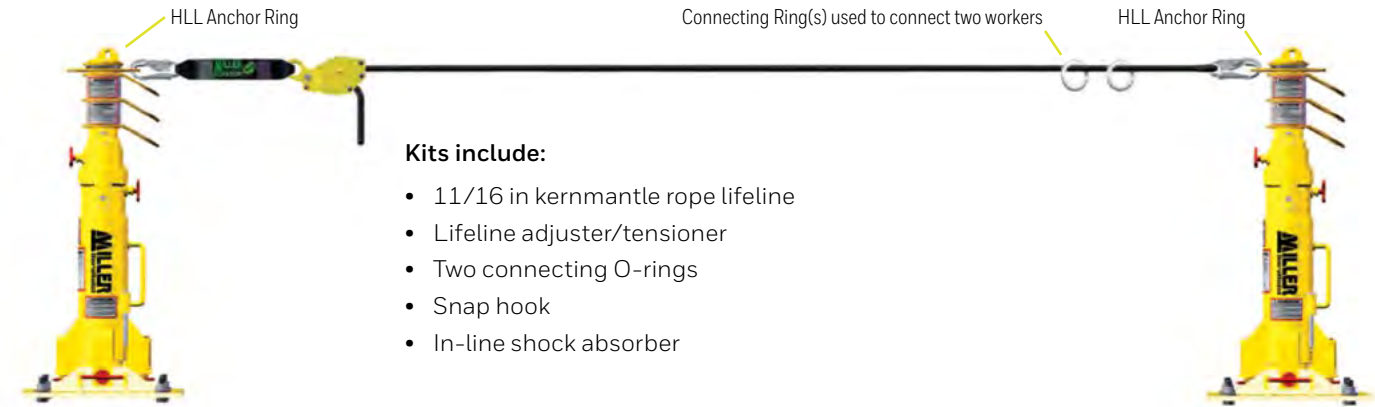 HLL Anchor Ring
Connecting Ring(s) used to connect two workers
HLL Anchor Ring
Kits include:
• 11/16 in kernmantle rope lifeline
• Lifeline adjuster/tensioner
• Two connecting O-rings
• Snap hook
• In-line shock absorber
MILLER
MILLER